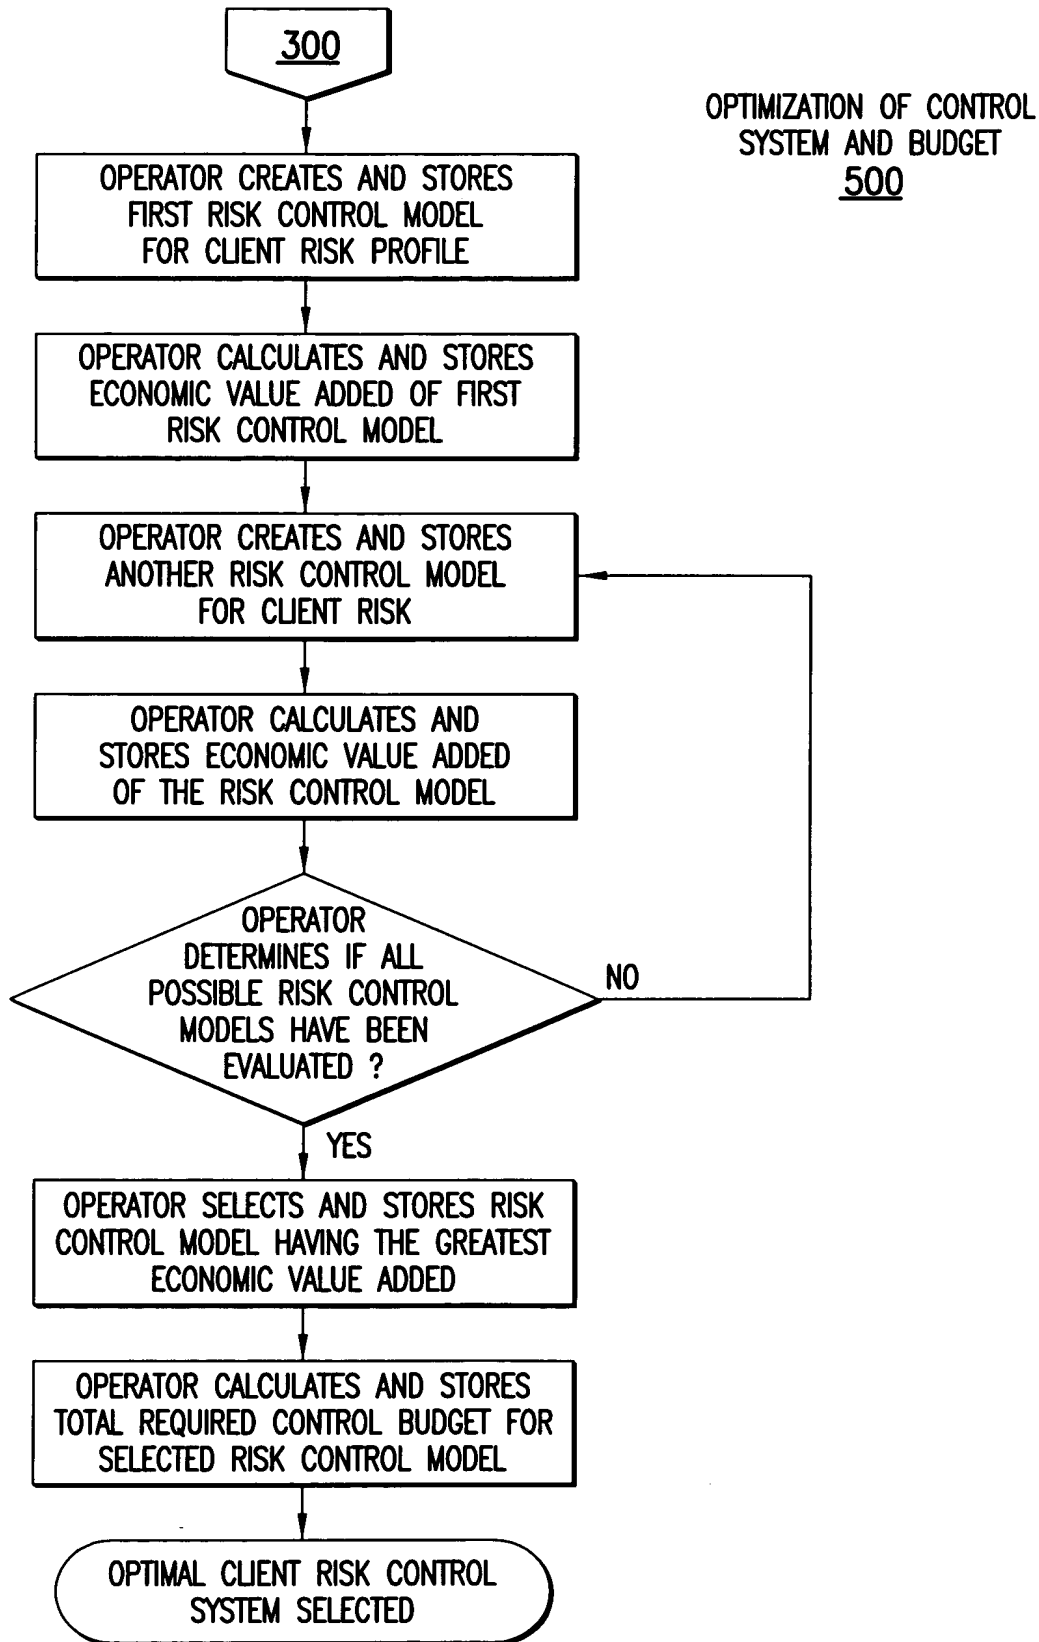 300
OPTIMIZATION OF CONTROL
SYSTEM AND BUDGET
500
OPERATOR CREATES AND STORES
FIRST RISK CONTROL MODEL
FOR CLIENT RISK PROFILE
OPERATOR CALCULATES AND STORES
ECONOMIC VALUE ADDED OF FIRST
RISK CONTROL MODEL
OPERATOR CREATES AND STORES
ANOTHER RISK CONTROL MODEL
FOR CLIENT RISK
OPERATOR CALCULATES AND
STORES ECONOMIC VALUE ADDED
OF THE RISK CONTROL MODEL
OPERATOR
DETERMINES IF ALL
POSSIBLE RISK CONTROL
MODELS HAVE BEEN
EVALUATED ?
NO
YES
OPERATOR SELECTS AND STORES RISK
CONTROL MODEL HAVING THE GREATEST
ECONOMIC VALUE ADDED
OPERATOR CALCULATES AND STORES
TOTAL REQUIRED CONTROL BUDGET FOR
SELECTED RISK CONTROL MODEL
OPTIMAL CLIENT RISK CONTROL
SYSTEM SELECTED